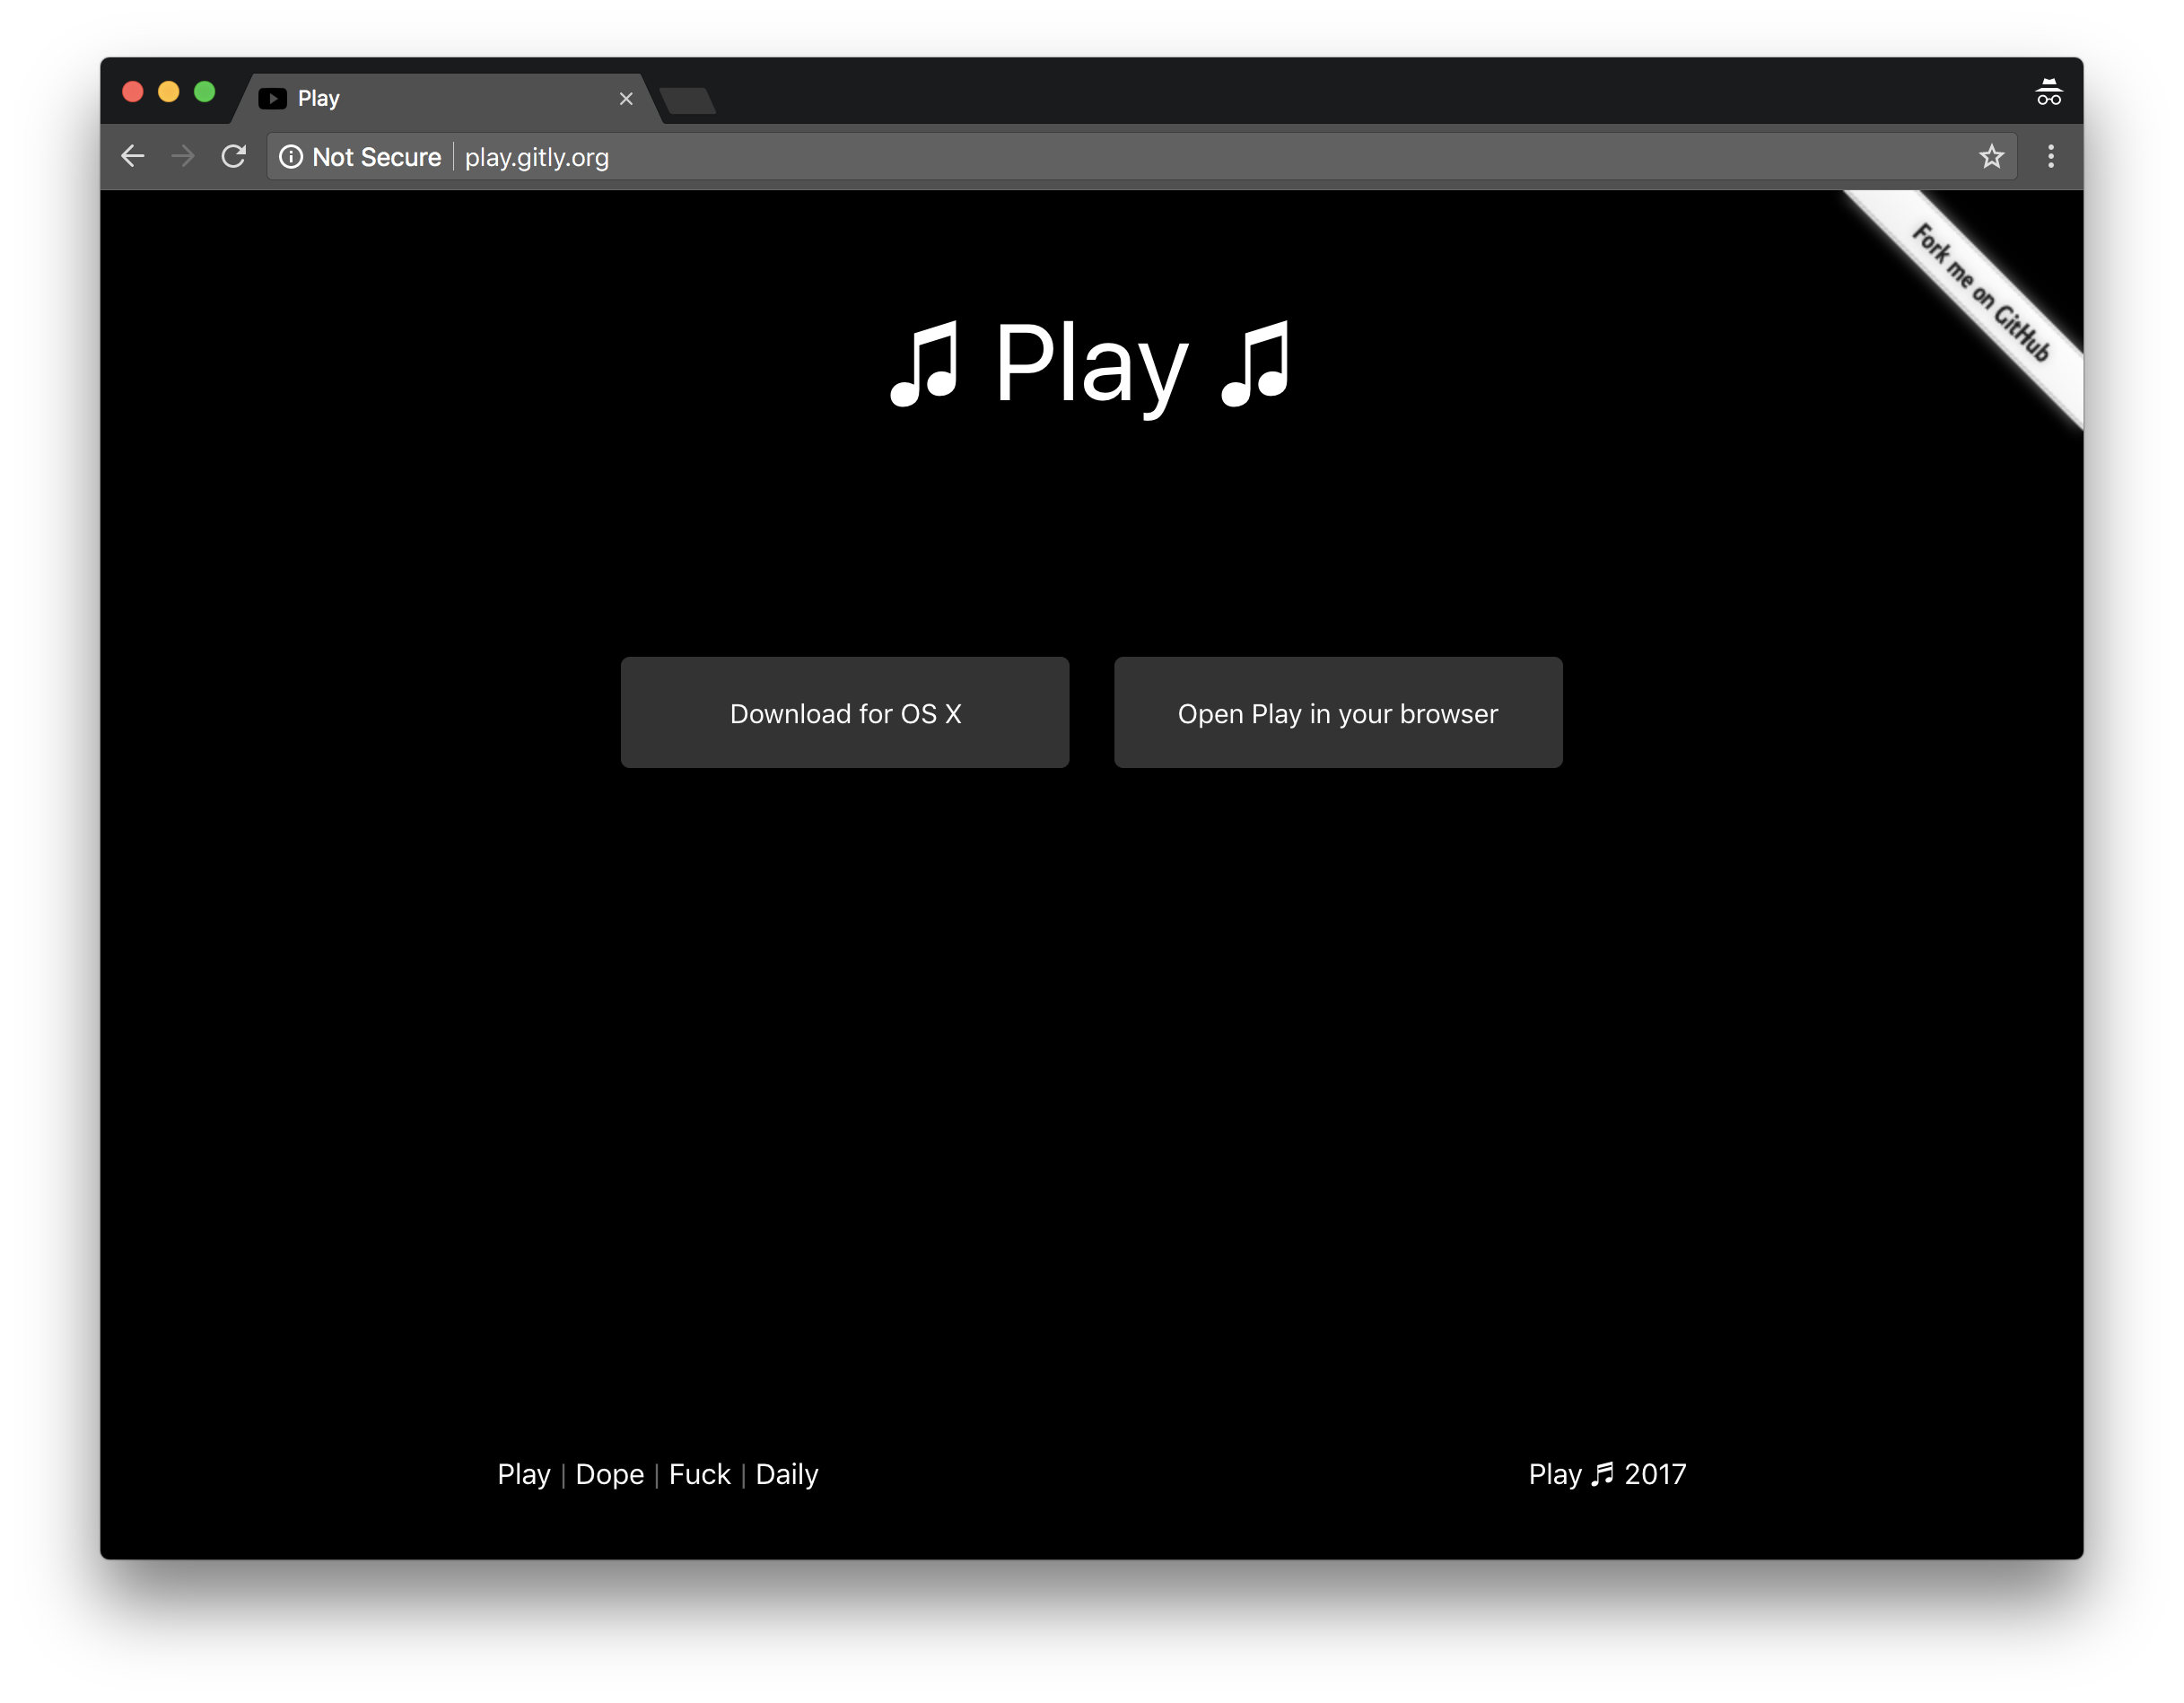 Play
Not Secure | play.gitly.org
Fork me on GitHub
♫ Play ♫
Download for OS X
Open Play in your browser
Play | Dope | Fuck | Daily
Play ♬ 2017